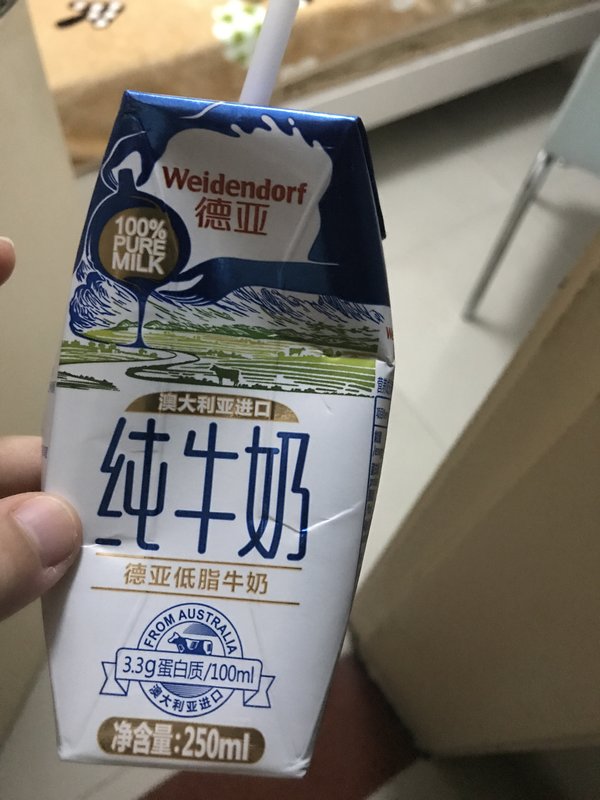 Weidendorf
德亚
100%
PURE
MILK
澳大利亚进口
纯牛奶
德亚低脂牛奶
FROM AUSTRALIA
3.3g蛋白质/100ml
澳大利亚进口
净含量:250ml